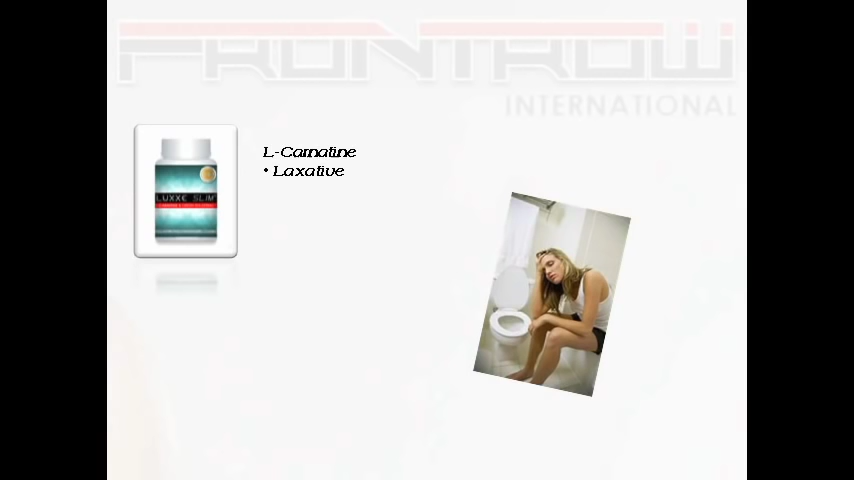 FRONTROW
INTERNATIONAL
L-Carnatine
• Laxative
LUXXE SLIM